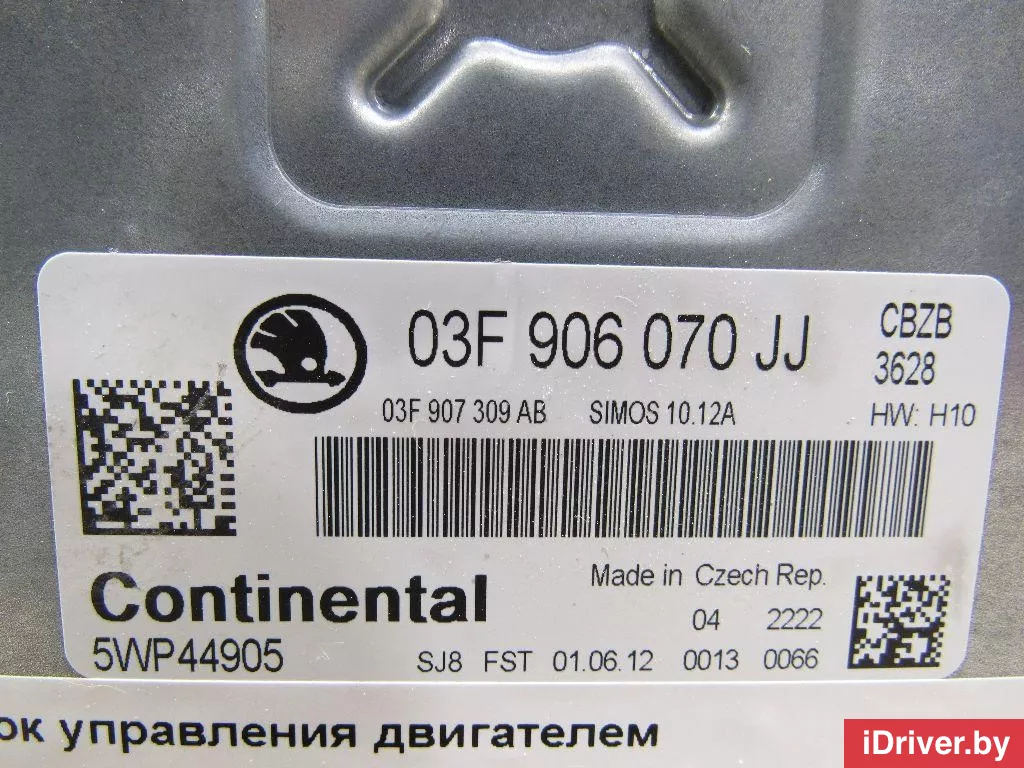 03F 906 070 JJ
CBZB
3628
03F 907 309 AB SIMOS 10.12A HW: H10
Continental
5WP44905
Made in Czech Rep.
04 2222
SJ8 FST 01.06.12 0013 0066
управления двигателем
iDriver.by